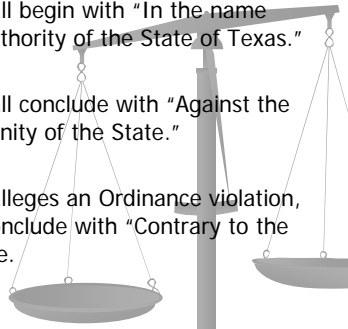 ll begin with “In the name
thority of the State of Texas.”
ll conclude with “Against the
nity of the State.”
lleges an Ordinance violation,
onclude with “Contrary to the
e.